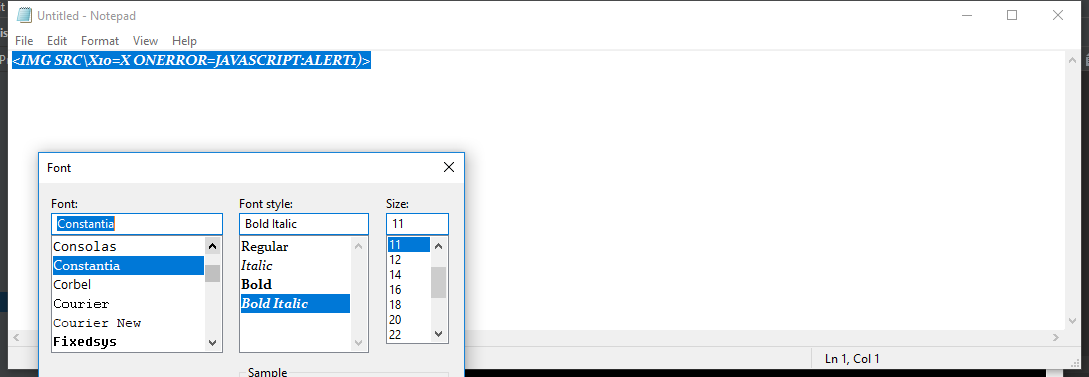 Untitled - Notepad
File Edit Format View Help
<IMG SRC\X10=X ONERROR=JAVASCRIPT:ALERT1)>
Font
Font: Font style: Size:
Constantia Bold Italic 11
Consolas Regular 11
Constantia Italic 12
Corbel Bold 14
Courier Bold Italic 16
Courier New 18
Fixedsys 20
22
Ln 1, Col 1
Sample